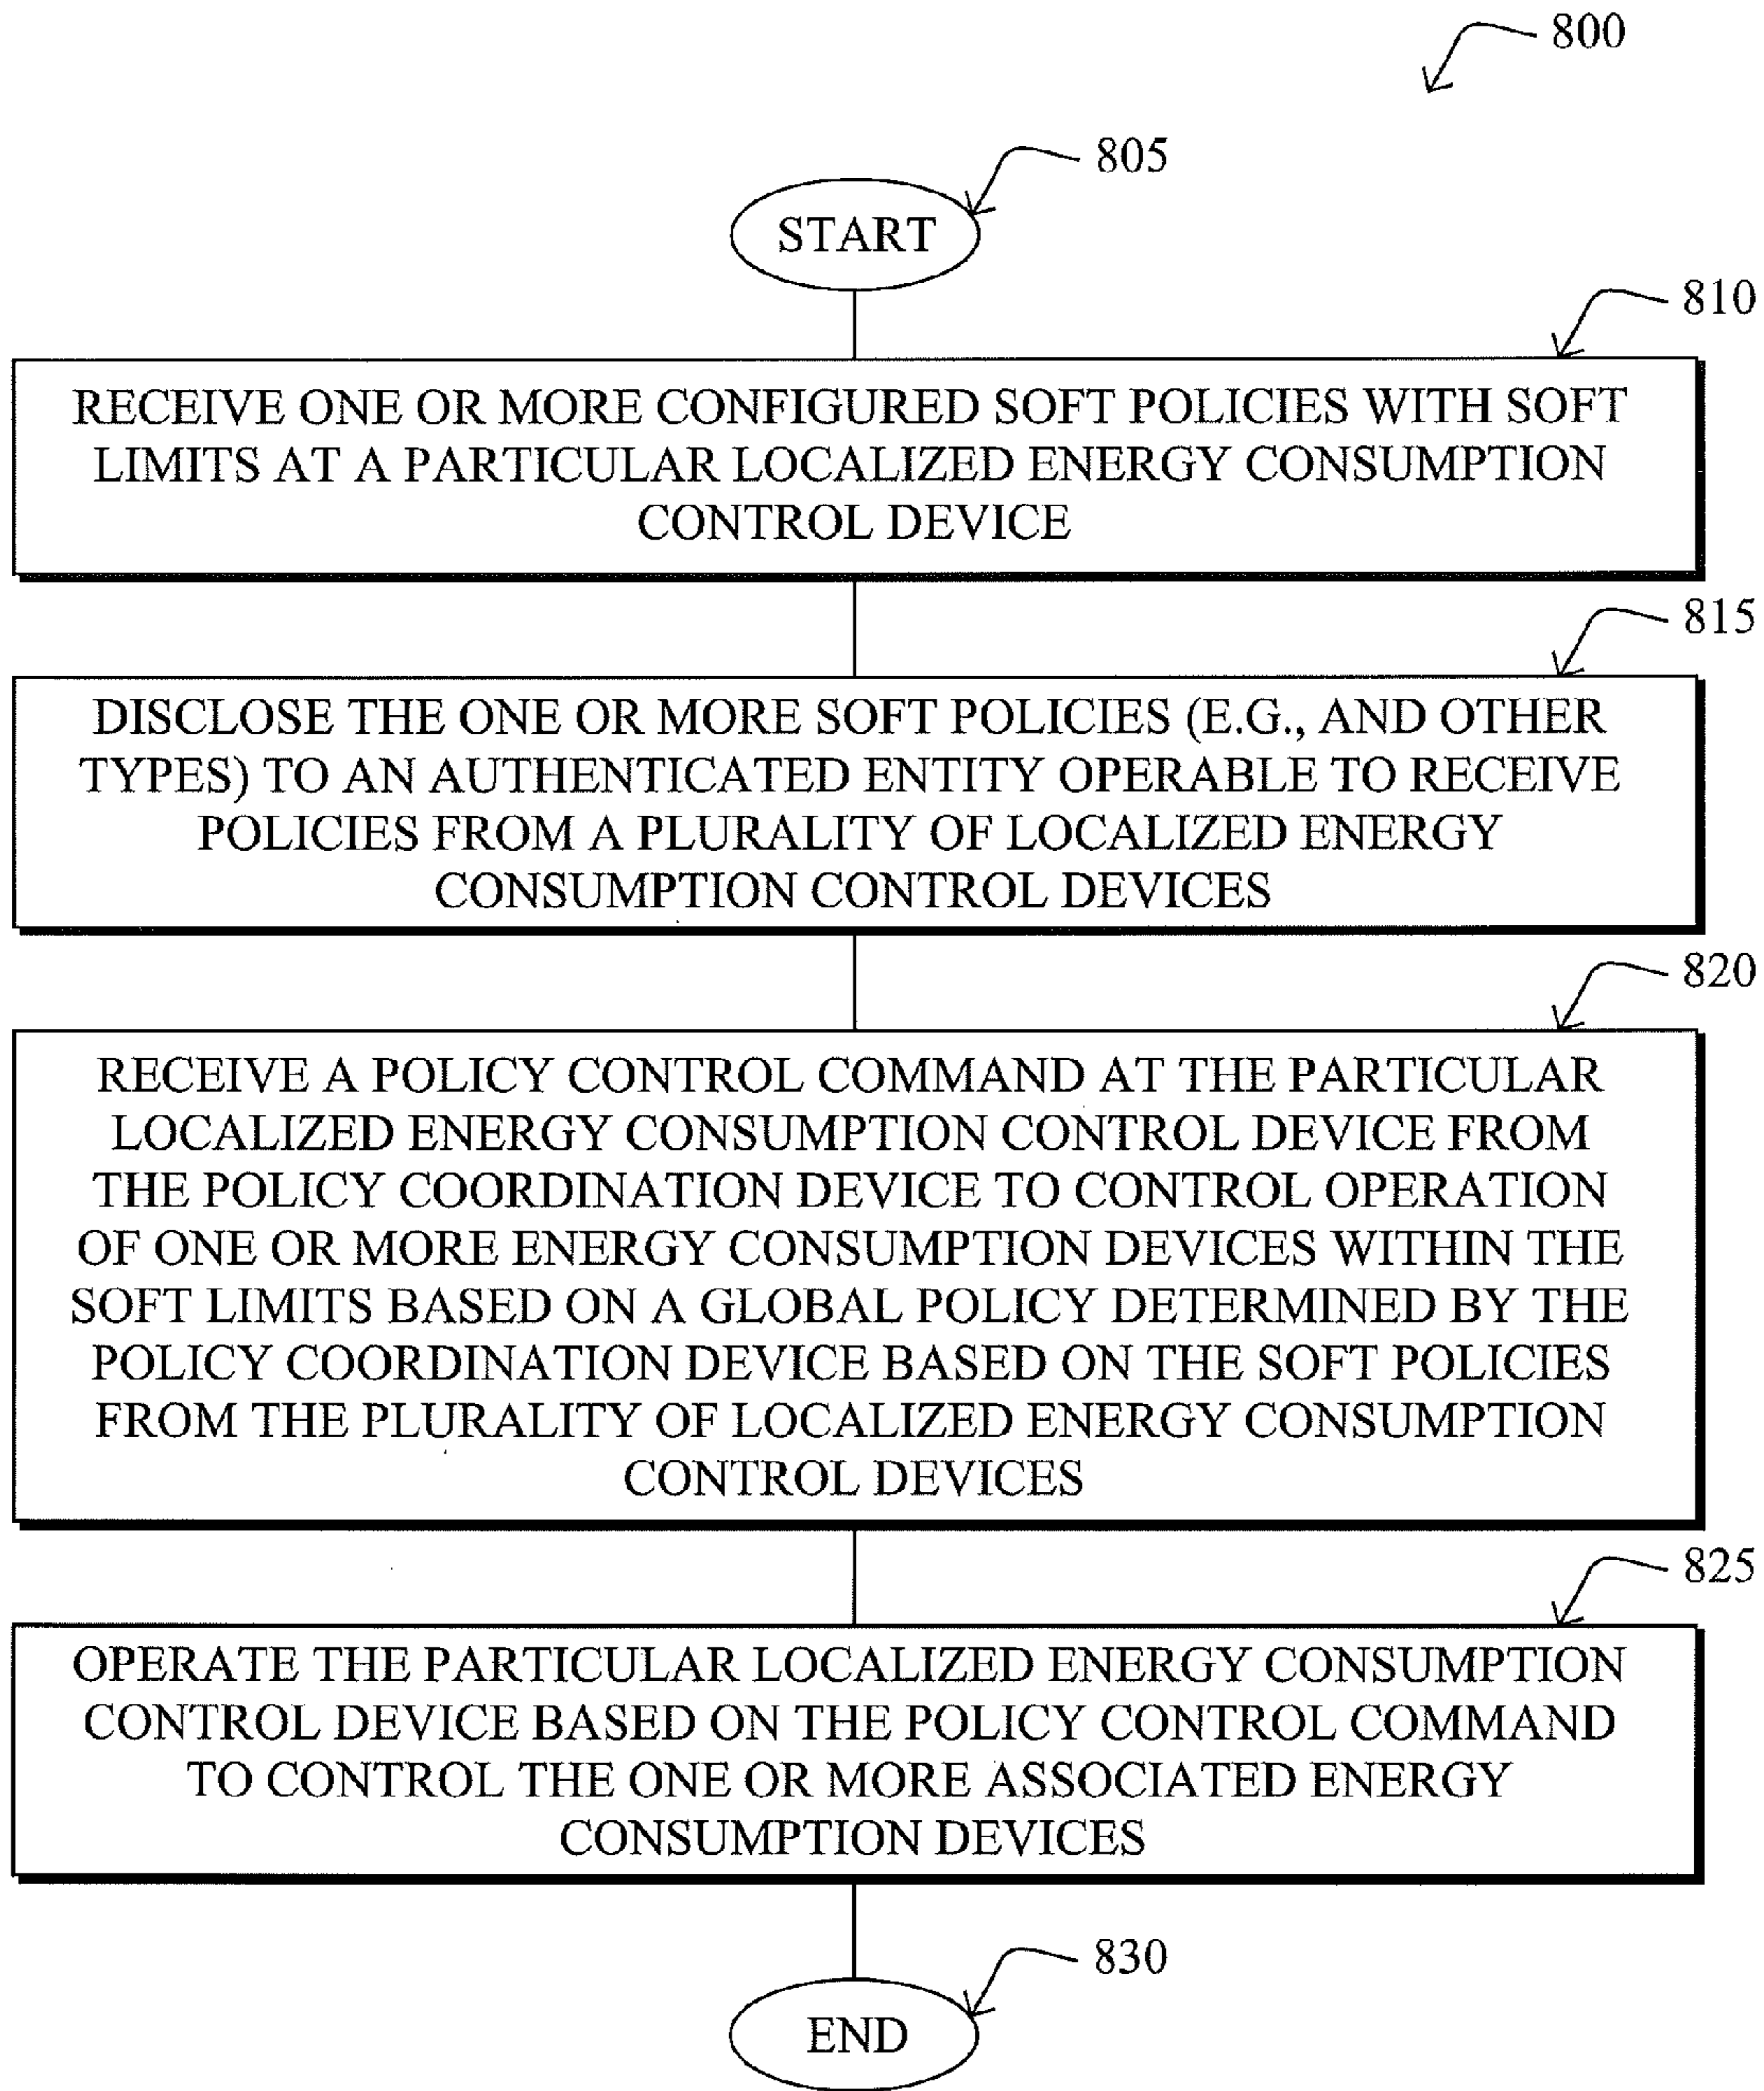 800
805
START
810
RECEIVE ONE OR MORE CONFIGURED SOFT POLICIES WITH SOFT
LIMITS AT A PARTICULAR LOCALIZED ENERGY CONSUMPTION
CONTROL DEVICE
815
DISCLOSE THE ONE OR MORE SOFT POLICIES (E.G., AND OTHER
TYPES) TO AN AUTHENTICATED ENTITY OPERABLE TO RECEIVE
POLICIES FROM A PLURALITY OF LOCALIZED ENERGY
CONSUMPTION CONTROL DEVICES
820
RECEIVE A POLICY CONTROL COMMAND AT THE PARTICULAR
LOCALIZED ENERGY CONSUMPTION CONTROL DEVICE FROM
THE POLICY COORDINATION DEVICE TO CONTROL OPERATION
OF ONE OR MORE ENERGY CONSUMPTION DEVICES WITHIN THE
SOFT LIMITS BASED ON A GLOBAL POLICY DETERMINED BY THE
POLICY COORDINATION DEVICE BASED ON THE SOFT POLICIES
FROM THE PLURALITY OF LOCALIZED ENERGY CONSUMPTION
CONTROL DEVICES
825
OPERATE THE PARTICULAR LOCALIZED ENERGY CONSUMPTION
CONTROL DEVICE BASED ON THE POLICY CONTROL COMMAND
TO CONTROL THE ONE OR MORE ASSOCIATED ENERGY
CONSUMPTION DEVICES
830
END